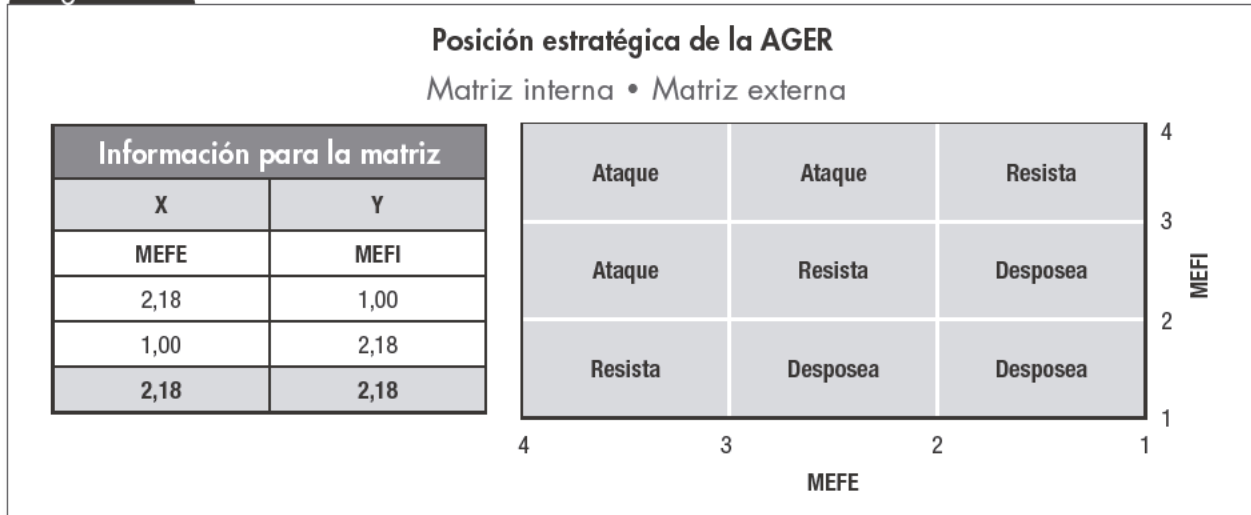 Posición estratégica de la AGER
Matriz interna • Matriz externa
Información para la matriz
X Y
MEFE MEFI
2,18 1,00
1,00 2,18
2,18 2,18
Ataque Ataque Resista
Ataque Resista Desposea
Resista Desposea Desposea
4
3
2
1
MEFI
4 3 2 1
MEFE